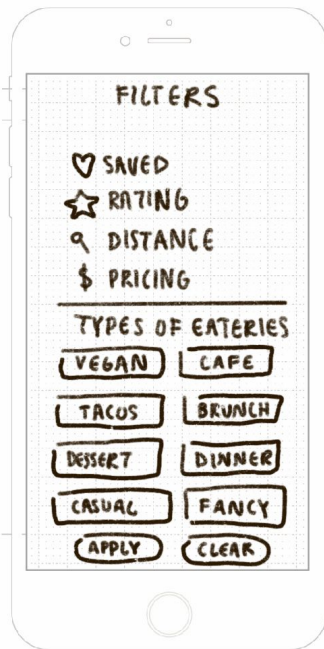 FILTERS
SAVED
RATING
DISTANCE
$ PRICING
TYPES OF EATERIES
VEGAN CAFE
TACOS BRUNCH
DESSERT DINNER
CASUAL FANCY
APPLY CLEAR